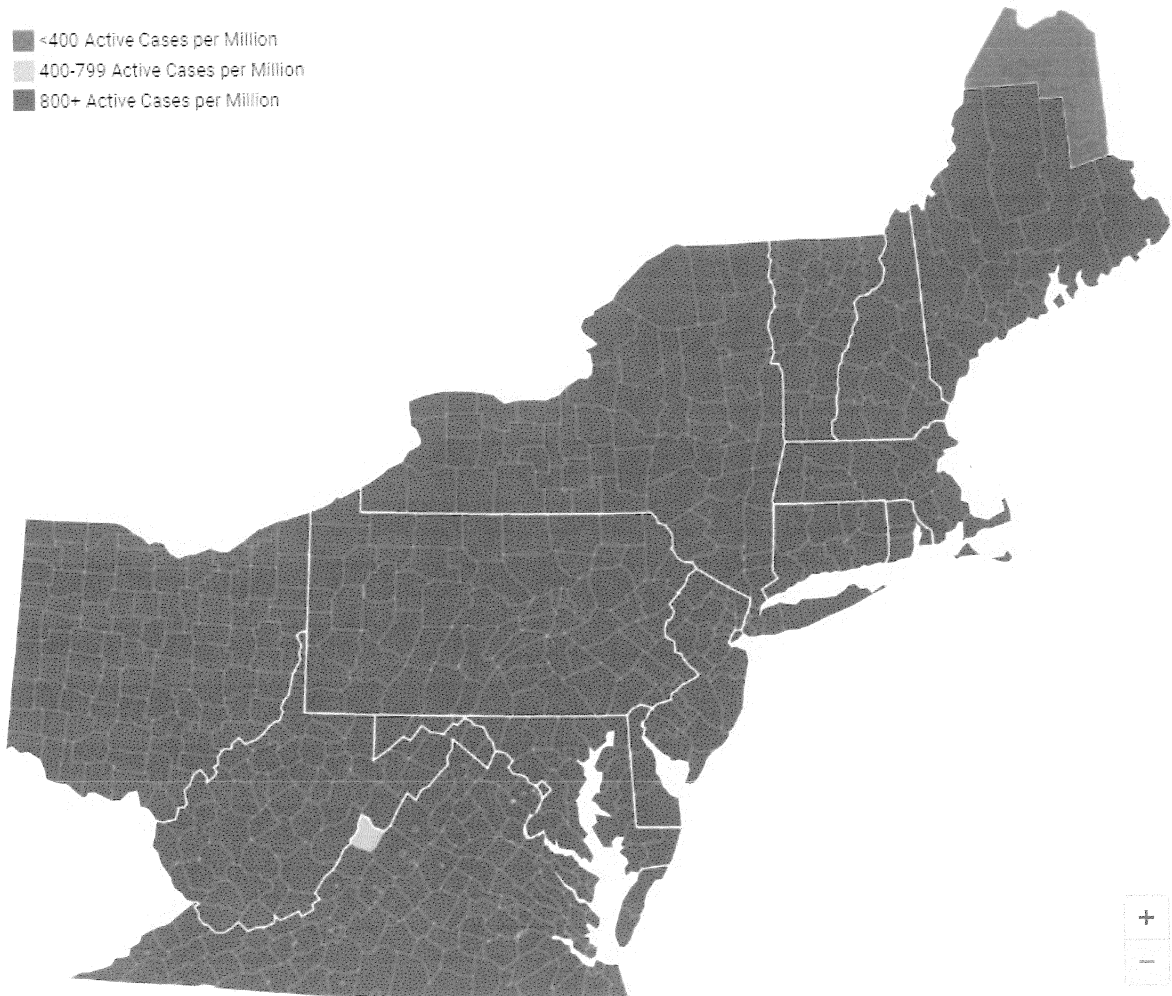 <400 Active Cases per Million
400-799 Active Cases per Million
800+ Active Cases per Million
+
−